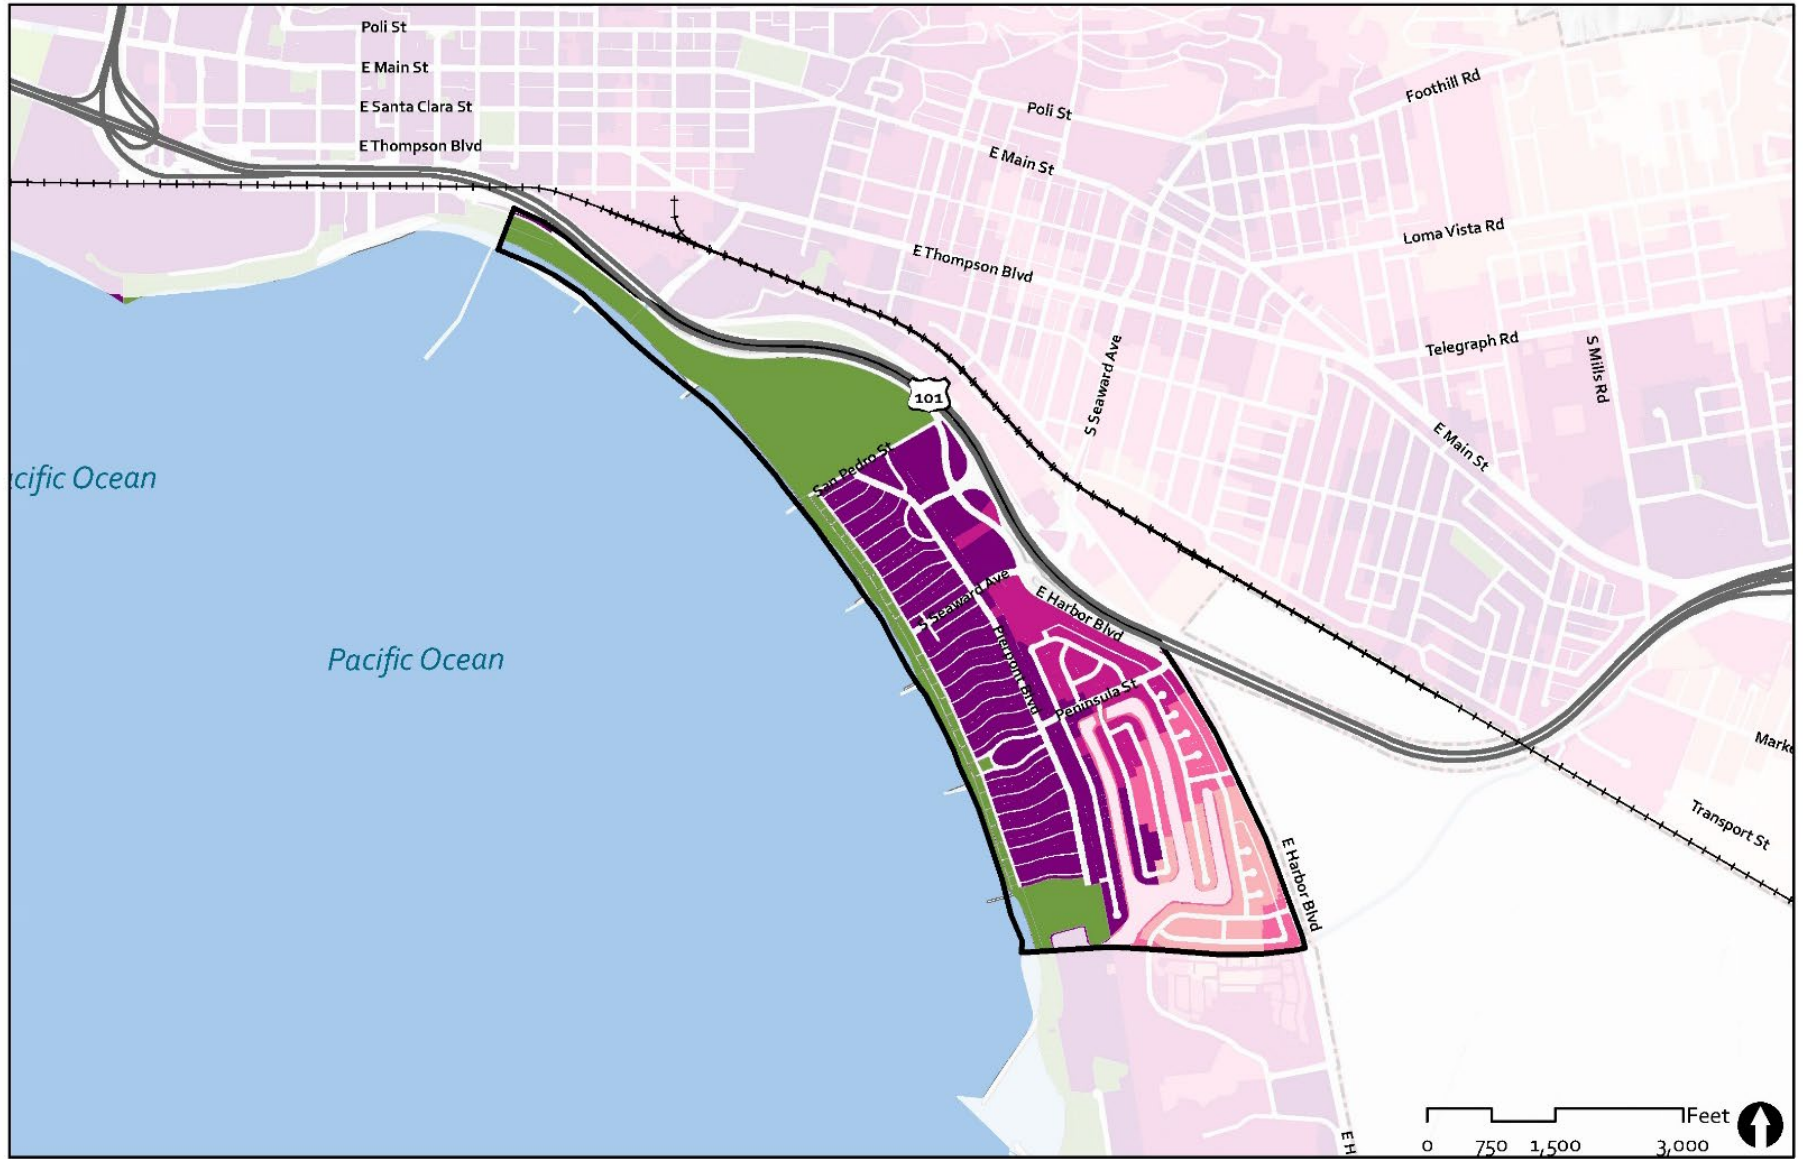 Poli St
E Main St
E Santa Clara St
E Thompson Blvd
Foothill Rd
Poli St
E Main St
Loma Vista Rd
E Thompson Blvd
Telegraph Rd
S Mills Rd
S Seaward Ave
101
E Main St
San Pedro St
cific Ocean
S Seaward Ave
E Harbor Blvd
Pacific Ocean
Pierpont Blvd
Peninsula St
Marke
Transport St
E Harbor Blvd
Feet
0 750 1,500 3,000
E H